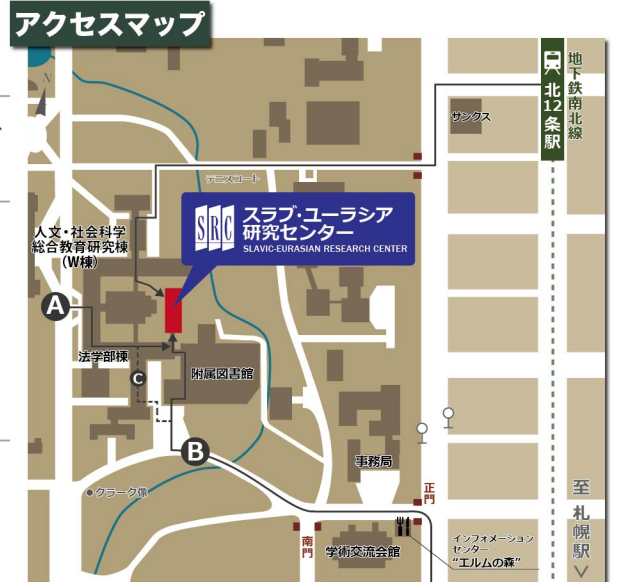 アクセスマップ
N
地下鉄南北線
北12条駅
サンクス
テニスコート
SRC
スラブ・ユーラシア
研究センター
SLAVIC-EURASIAN RESEARCH CENTER
人文・社会科学
総合教育研究棟
(W棟)
A
法学部棟
C
附属図書館
B
クラーク像
事務局
正門
南門
学術交流会館
インフォメーション
センター
“エルムの森”
至札幌駅